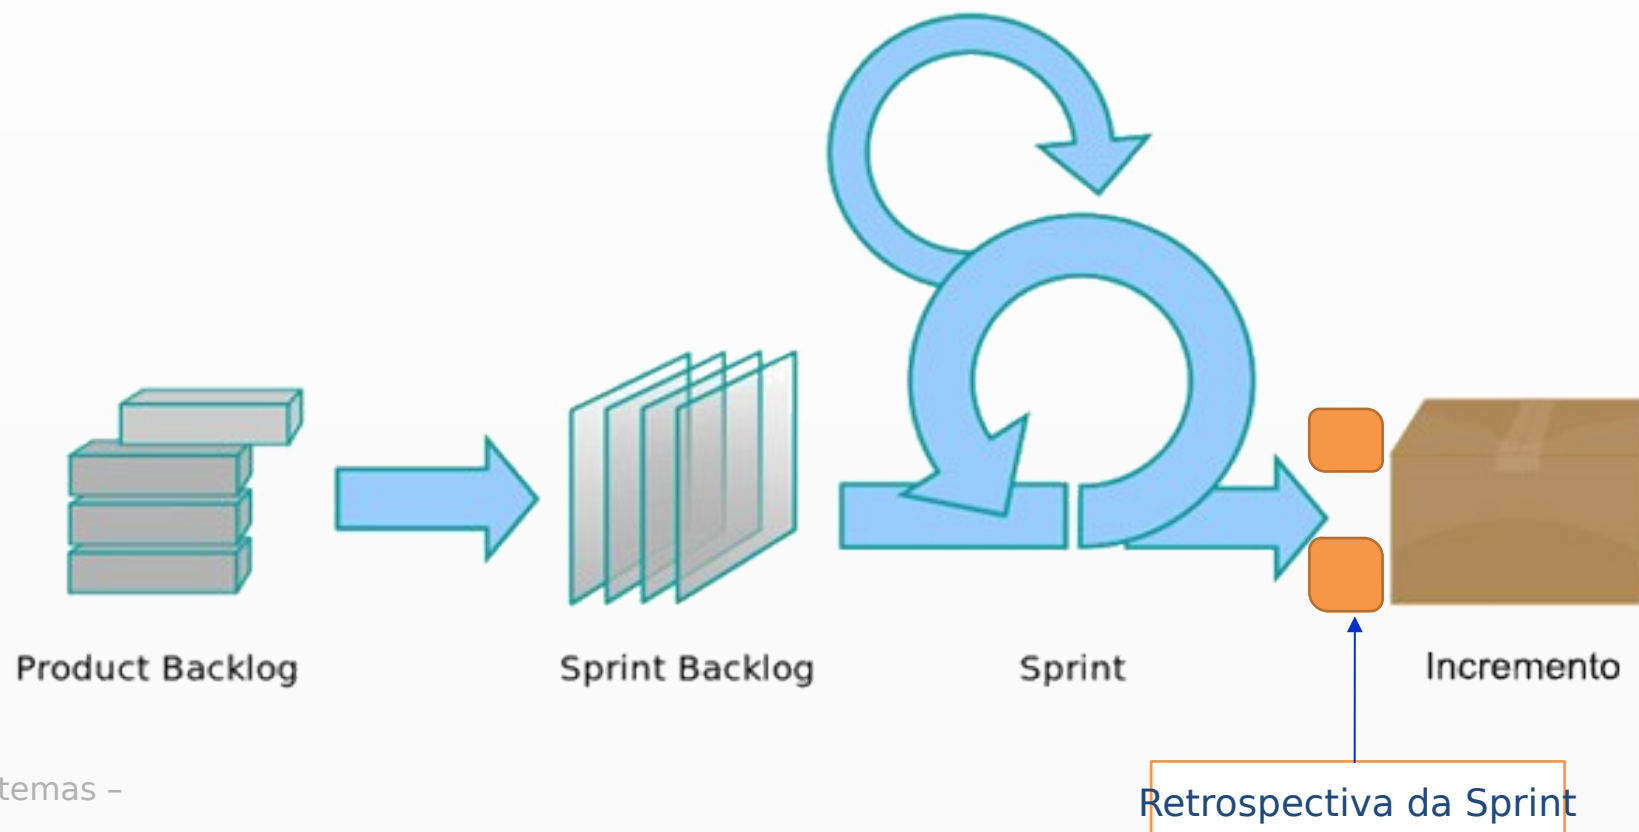 Product Backlog
Sprint Backlog
Sprint
Incremento
temas –
Retrospectiva da Sprint